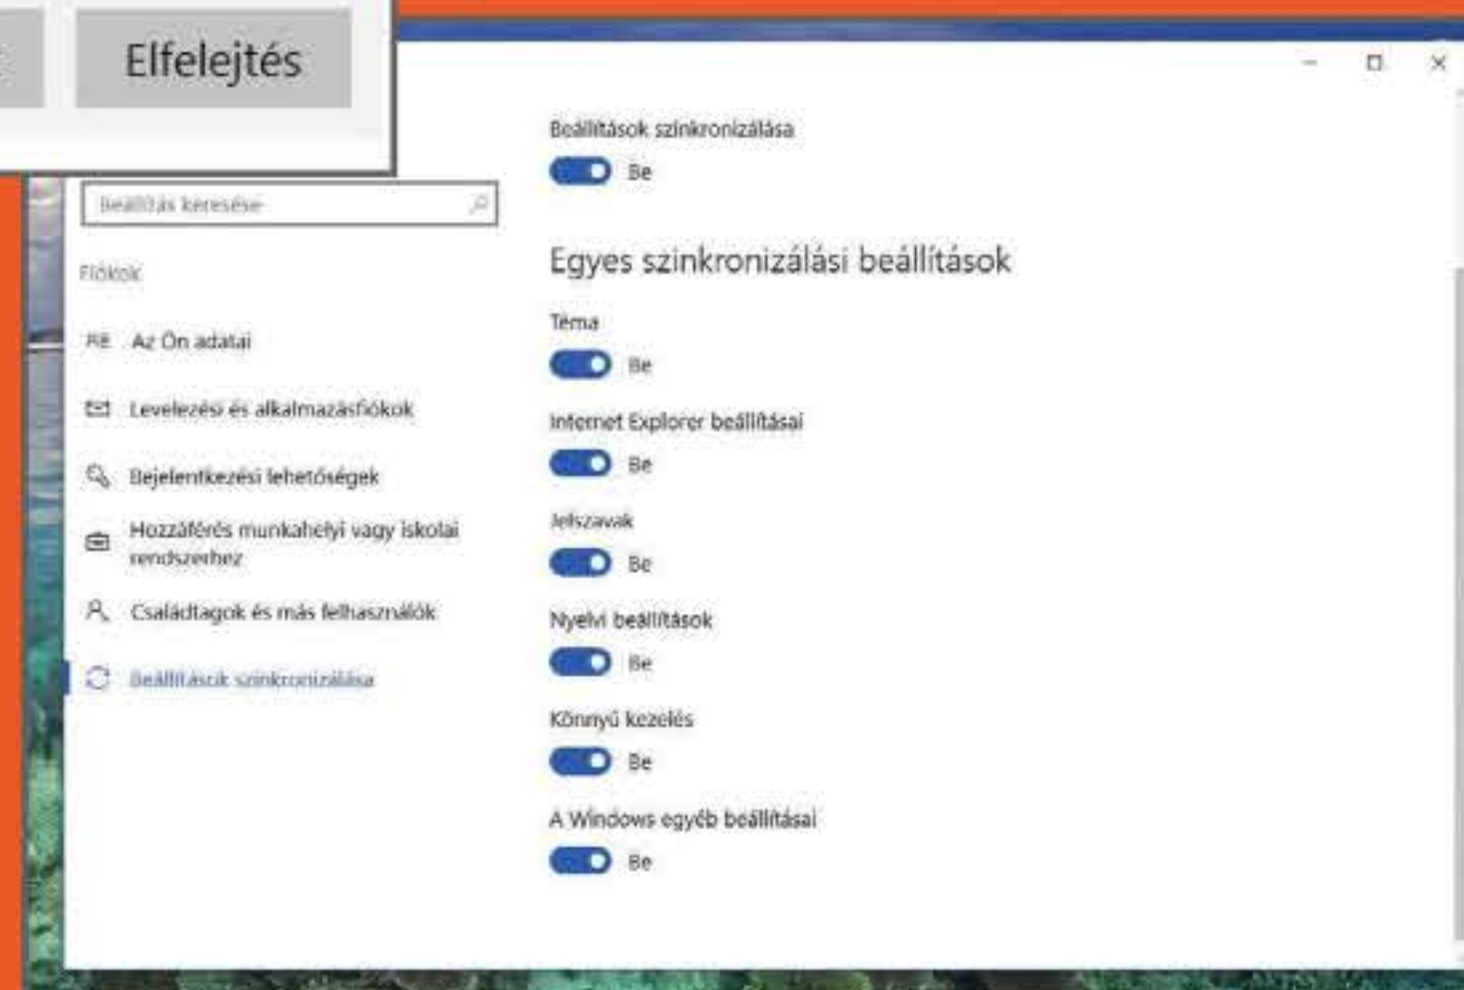 Elfelejtés
Beállítás keresése
Fiókok
Az Ön adatai
Levelezési és alkalmazásfiókok
Bejelentkezési lehetőségek
Hozzáférés munkahelyi vagy iskolai
rendszerhez
Családtagok és más felhasználók
Beállítások szinkronizálása
Beállítások szinkronizálása
Be
Egyes szinkronizálási beállítások
Téma
Be
Internet Explorer beállításai
Be
Jelszavak
Be
Nyelvi beállítások
Be
Könnyű kezelés
Be
A Windows egyéb beállításai
Be